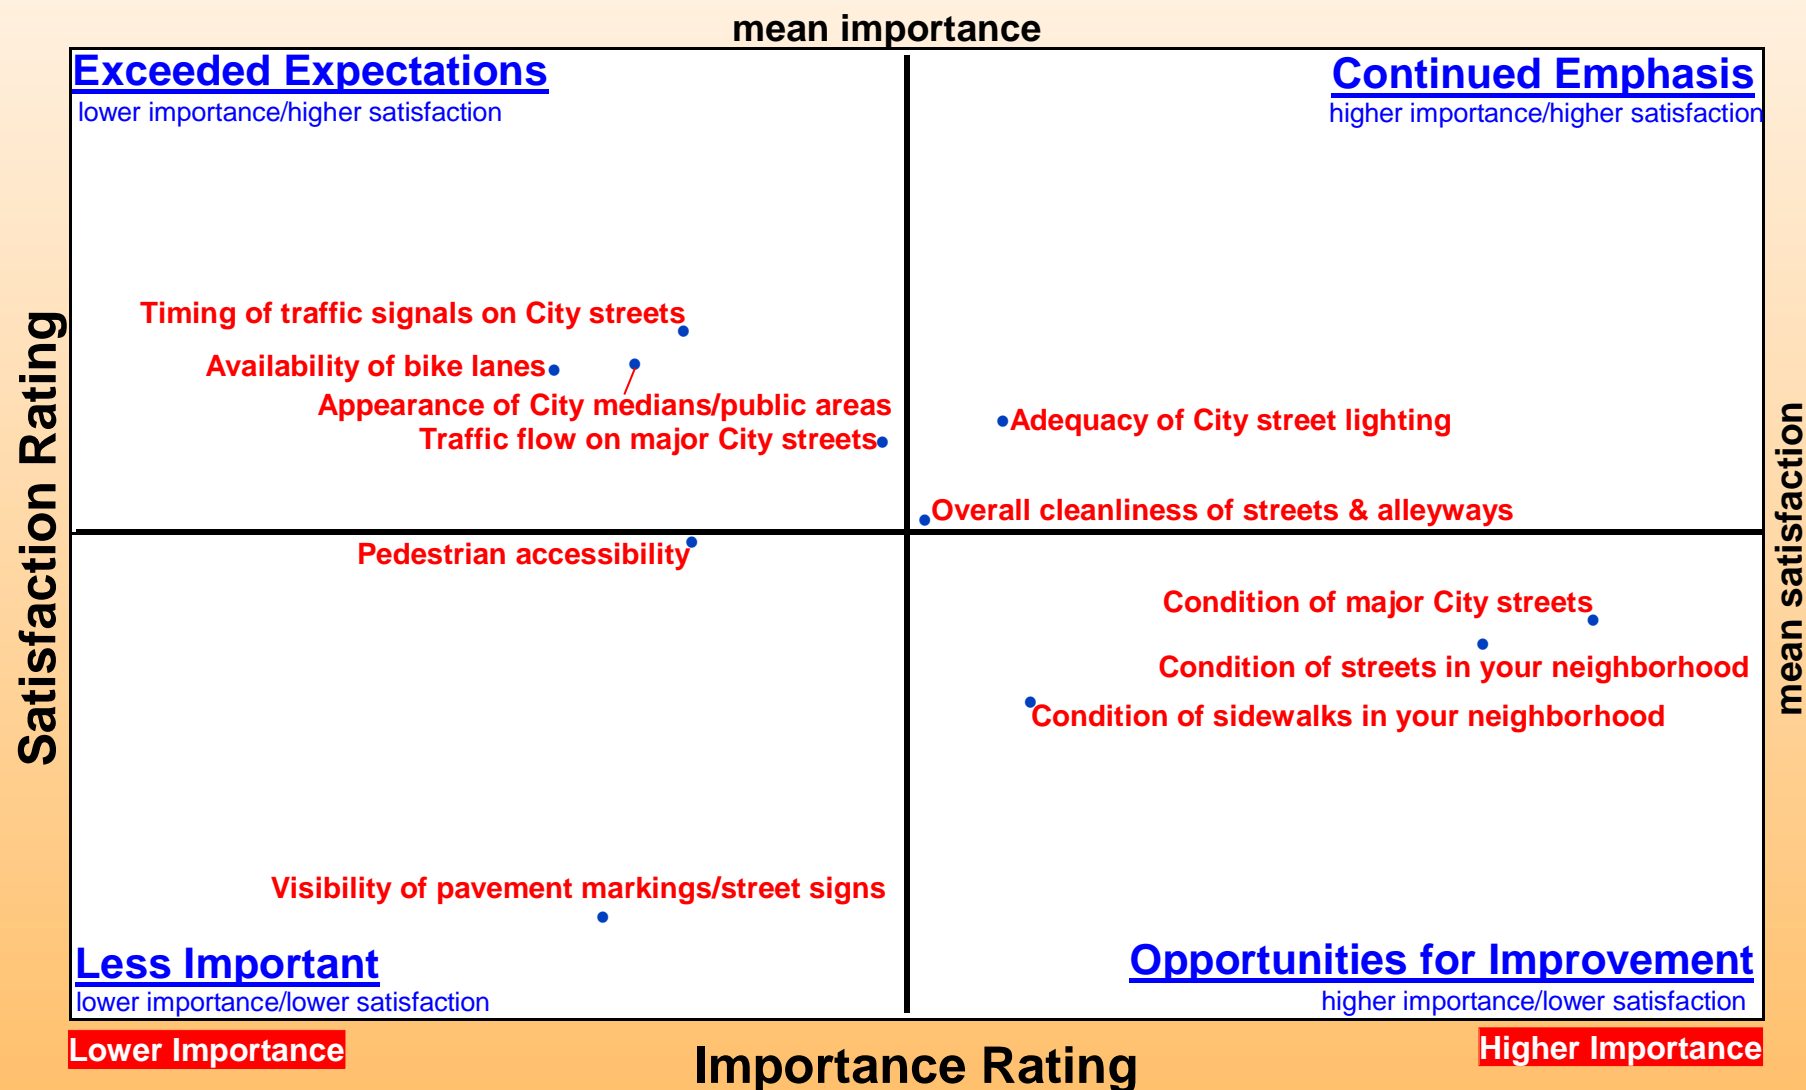 mean importance
Exceeded Expectations
lower importance/higher satisfaction
Continued Emphasis
higher importance/higher satisfaction
Timing of traffic signals on City streets
Availability of bike lanes
Appearance of City medians/public areas
Traffic flow on major City streets
Adequacy of City street lighting
Overall cleanliness of streets & alleyways
Satisfaction Rating
mean satisfaction
Pedestrian accessibility
Condition of major City streets
Condition of streets in your neighborhood
Condition of sidewalks in your neighborhood
Visibility of pavement markings/street signs
Less Important
lower importance/lower satisfaction
Opportunities for Improvement
higher importance/lower satisfaction
Lower Importance
Importance Rating
Higher Importance